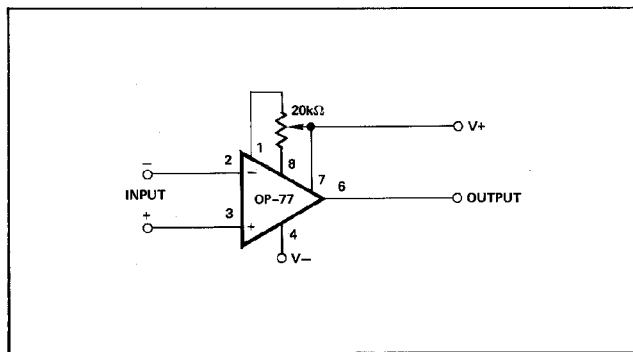 20kΩ
V+
1
8
−
2
−
7
6
INPUT
OP-77
OUTPUT
+
3
+
4
V−